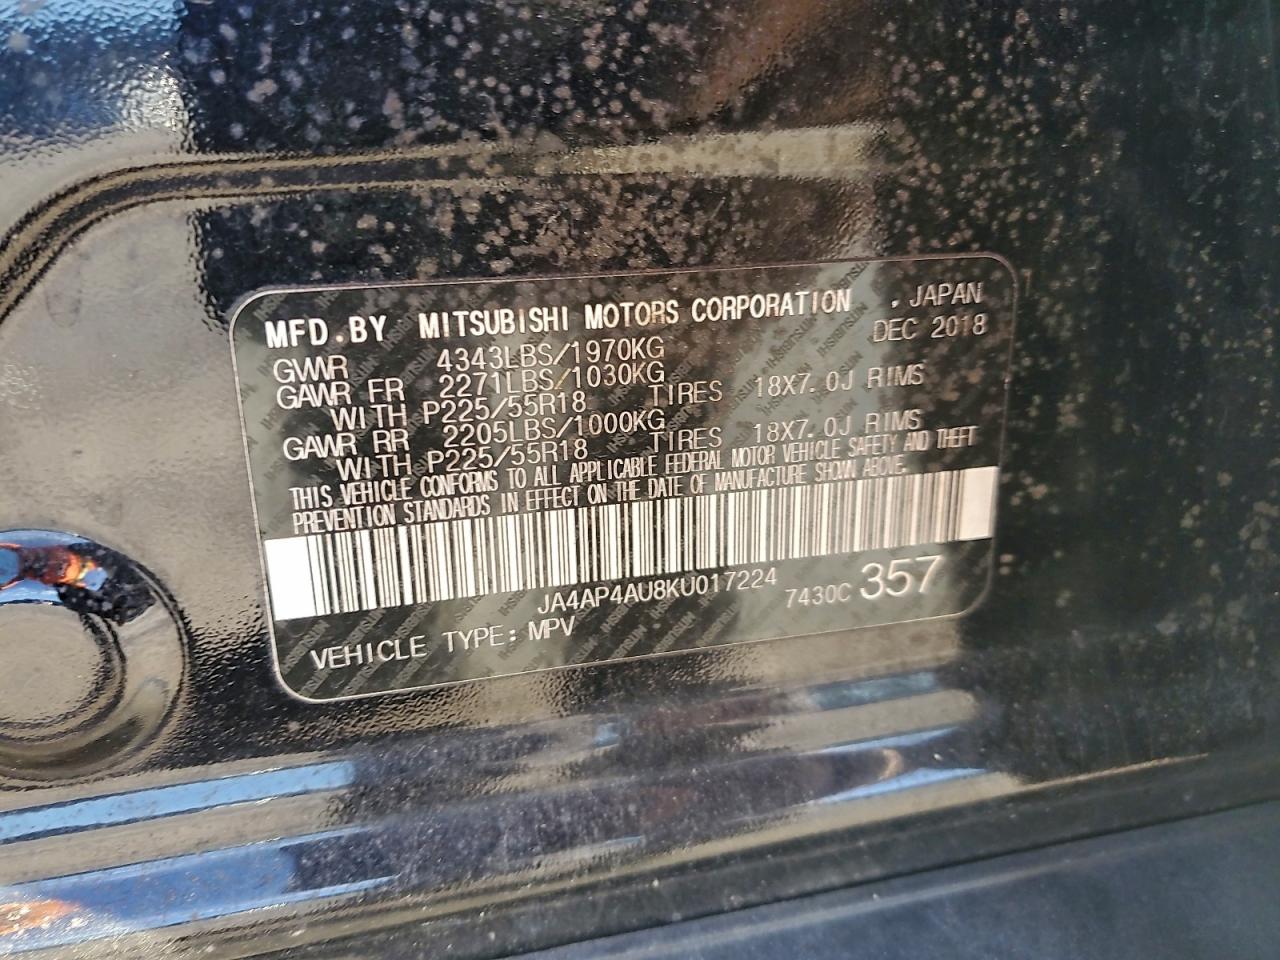 MFD.BY MITSUBISHI MOTORS CORPORATION , JAPAN
DEC 2018
GVWR 4343LBS/1970KG
GAWR FR 2271LBS/1030KG
WITH P225/55R18 TIRES 18X7.0J RIMS
GAWR RR 2205LBS/1000KG
WITH P225/55R18 TIRES 18X7.0J RIMS
THIS VEHICLE CONFORMS TO ALL APPLICABLE FEDERAL MOTOR VEHICLE SAFETY AND THEFT
PREVENTION STANDARDS IN EFFECT ON THE DATE OF MANUFACTURE SHOWN ABOVE.
JA4AP4AU8KU017224 7430C 357
VEHICLE TYPE: MPV